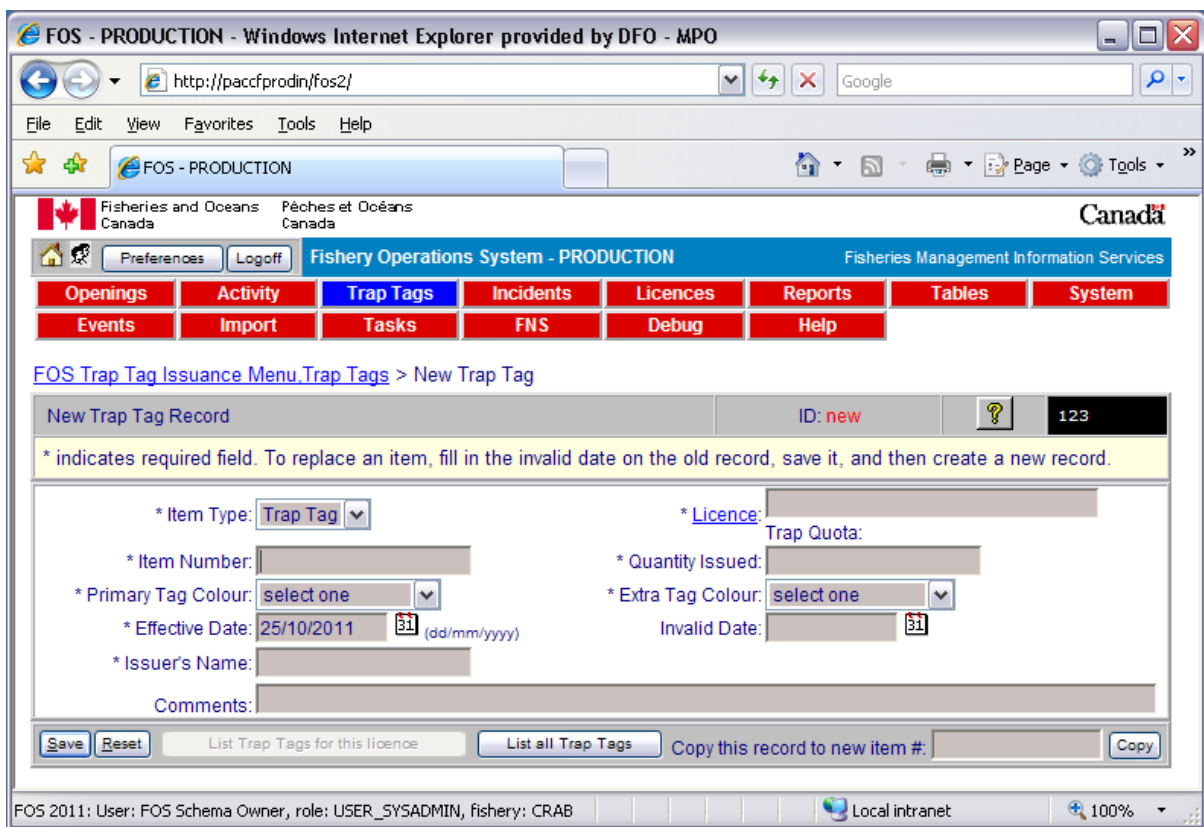 FOS - PRODUCTION - Windows Internet Explorer provided by DFO - MPO
http://paccfprodin/fos2/
Google
File Edit View Favorites Tools Help
FOS - PRODUCTION
Page Tools »
Fisheries and Oceans Pêches et Océans
Canada Canada
Canada
Preferences Logoff Fishery Operations System - PRODUCTION Fisheries Management Information Services
Openings Activity Trap Tags Incidents Licences Reports Tables System
Events Import Tasks FNS Debug Help
FOS Trap Tag Issuance Menu,Trap Tags > New Trap Tag
New Trap Tag Record ID: new ? 123
* indicates required field. To replace an item, fill in the invalid date on the old record, save it, and then create a new record.
* Item Type: Trap Tag * Licence:
Trap Quota:
* Item Number: * Quantity Issued:
* Primary Tag Colour: select one * Extra Tag Colour: select one
* Effective Date: 25/10/2011 31 (dd/mm/yyyy) Invalid Date: 31
* Issuer's Name:
Comments:
Save Reset List Trap Tags for this licence List all Trap Tags Copy this record to new item #: Copy
FOS 2011: User: FOS Schema Owner, role: USER_SYSADMIN, fishery: CRAB Local intranet 100%